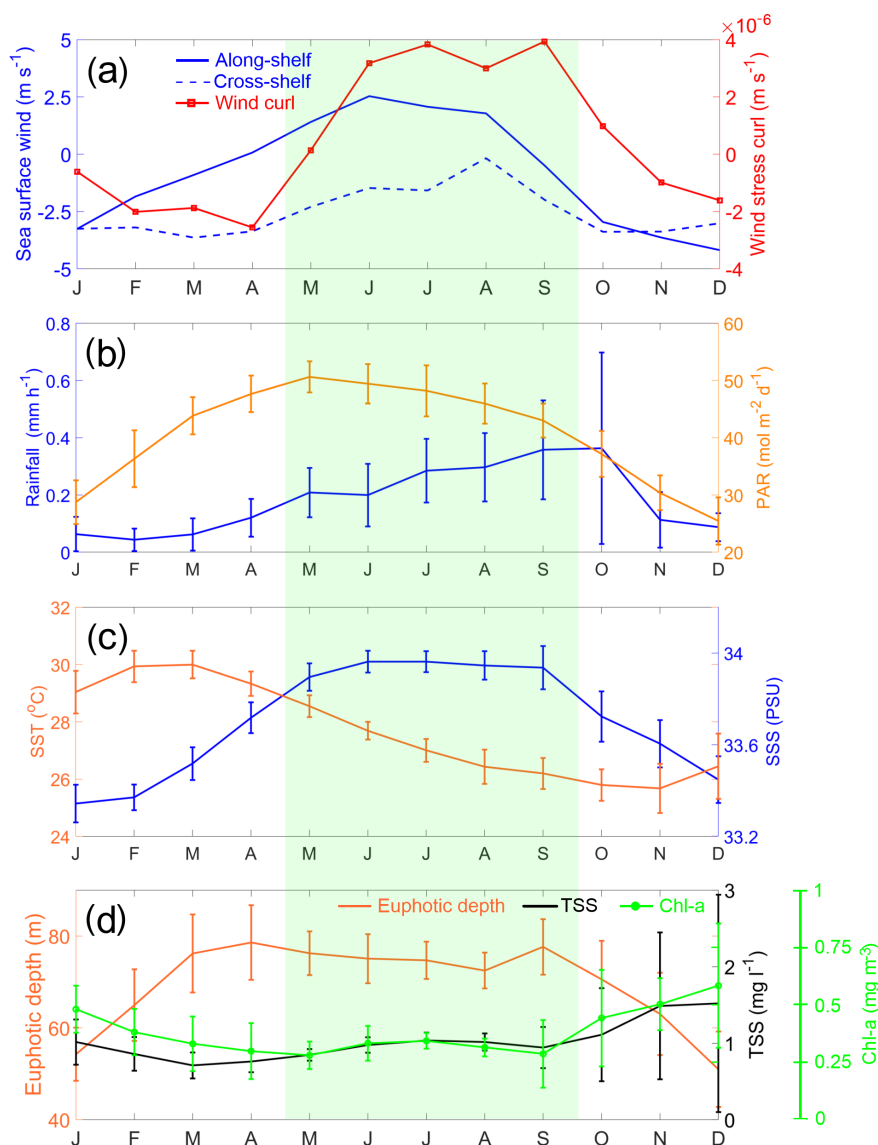 ×10⁻⁶
5 4
(a) Along-shelf
Cross-shelf
Wind curl
2.5 2
0 0
-2.5 -2
-5 -4
Sea surface wind (m s⁻¹)
Wind stress curl (m s⁻¹)
J F M A M J J A S O N D
0.8 60
(b)
0.6 50
0.4 40
0.2 30
0 20
Rainfall (mm h⁻¹)
PAR (mol m⁻² d⁻¹)
J F M A M J J A S O N D
32
(c)
30 34
28
33.6
26
24 33.2
SST (⁰C)
SSS (PSU)
J F M A M J J A S O N D
3 1
(d) Euphotic depth TSS Chl-a
80 0.75
2
0.5
60 1
0.25
40 0 0
Euphotic depth (m)
TSS (mg l⁻¹)
Chl-a (mg m⁻³)
J F M A M J J A S O N D